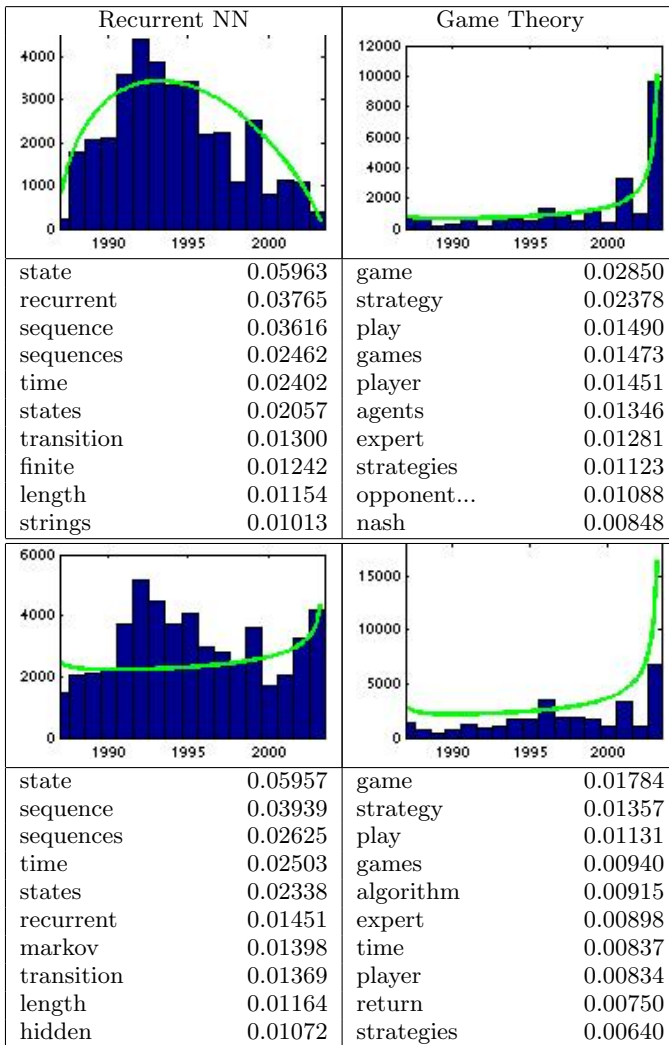 Recurrent NN Game Theory
4000
3000
2000
1000
0
1990 1995 2000
12000
10000
8000
6000
4000
2000
0
1990 1995 2000
state 0.05963 game 0.02850
recurrent 0.03765 strategy 0.02378
sequence 0.03616 play 0.01490
sequences 0.02462 games 0.01473
time 0.02402 player 0.01451
states 0.02057 agents 0.01346
transition 0.01300 expert 0.01281
finite 0.01242 strategies 0.01123
length 0.01154 opponent... 0.01088
strings 0.01013 nash 0.00848
6000
4000
2000
0
1990 1995 2000
15000
10000
5000
0
1990 1995 2000
state 0.05957 game 0.01784
sequence 0.03939 strategy 0.01357
sequences 0.02625 play 0.01131
time 0.02503 games 0.00940
states 0.02338 algorithm 0.00915
recurrent 0.01451 expert 0.00898
markov 0.01398 time 0.00837
transition 0.01369 player 0.00834
length 0.01164 return 0.00750
hidden 0.01072 strategies 0.00640